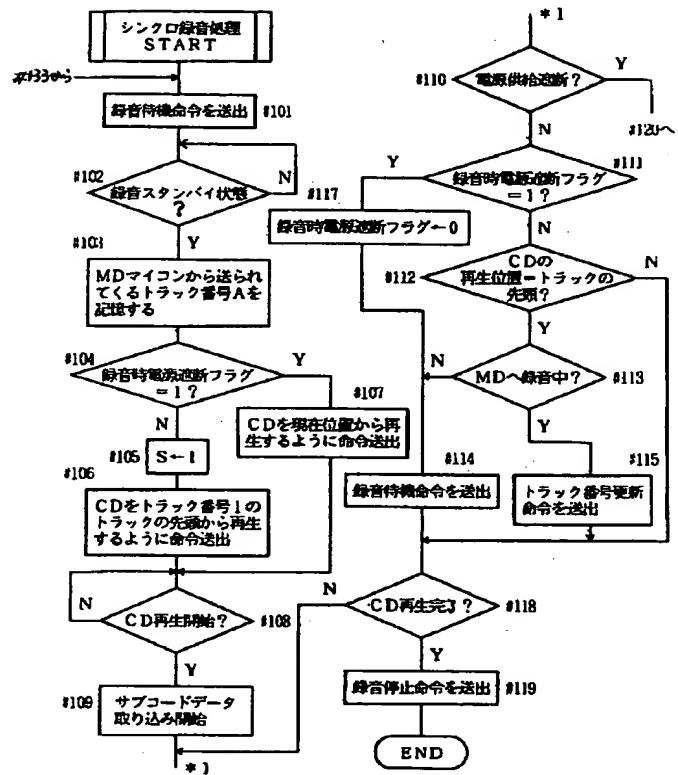 シンクロ録音処理
START
#133から
録音待機命令を送出
#101
#102
録音スタンバイ状態
?
N
Y
#103
MDマイコンから送られ
てくるトラック番号Aを
記憶する
#104
録音時電源遮断フラグ
=1?
Y
N
#107
CDを現在位置から再
生するように命令送出
#105
S←1
#106
CDをトラック番号1の
トラックの先頭から再生
するように命令送出
N
CD再生開始?
#108
Y
#109
サブコードデータ
取り込み開始
*1
*1
#110
電源供給遮断?
Y
#120へ
N
#111
録音時電源遮断フラグ
=1?
Y
N
#117
録音時電源遮断フラグ←0
#112
CDの
再生位置=トラックの
先頭?
N
Y
MDへ録音中?
#113
N
Y
#114
録音待機命令を送出
#115
トラック番号更新
命令を送出
N
CD再生完了?
#118
Y
録音停止命令を送出
#119
END